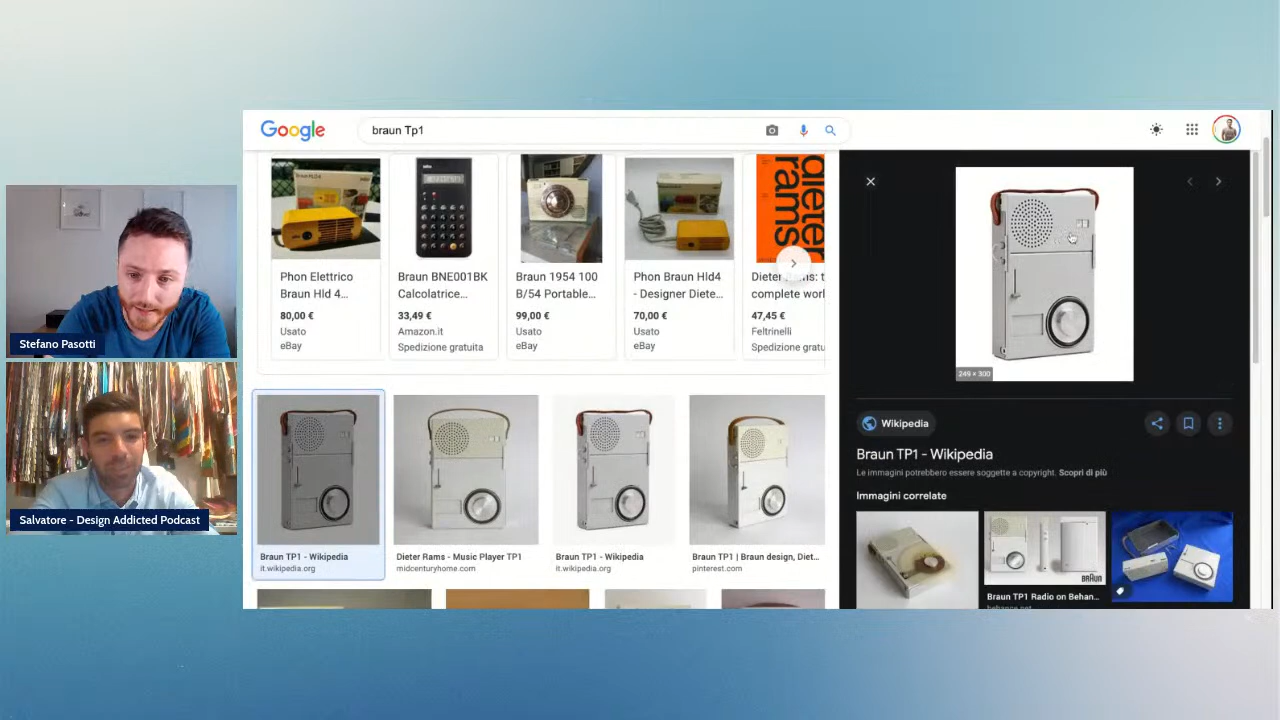 Google
braun Tp1
Phon Elettrico
Braun Hld 4...
80,00 €
Usato
eBay
Braun BNE001BK
Calcolatrice...
33,49 €
Amazon.it
Spedizione gratuita
Braun 1954 100
B/54 Portable...
99,00 €
Usato
eBay
Phon Braun Hld4
- Designer Diete...
70,00 €
Usato
eBay
dieter
rams
47,45 €
Feltrinelli
complete worl
Spedizione gratu
249 × 300
Wikipedia
Braun TP1 - Wikipedia
Le immagini potrebbero essere soggette a copyright. Scopri di più
Immagini correlate
BRAUN
Braun TP1 Radio on Behan...
Braun TP1 - Wikipedia
it.wikipedia.org
Dieter Rams - Music Player TP1
midcenturyhome.com
Braun TP1 - Wikipedia
it.wikipedia.org
Braun TP1 | Braun design, Diet...
pinterest.com
Stefano Pasotti
Salvatore - Design Addicted Podcast